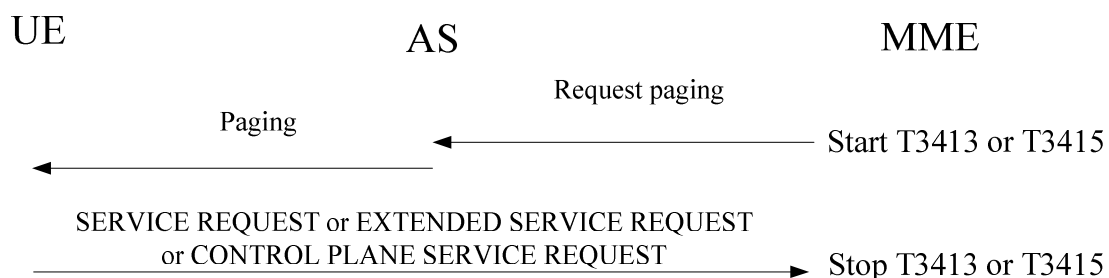 UE
AS
MME
Request paging
Paging
Start T3413 or T3415
SERVICE REQUEST or EXTENDED SERVICE REQUEST
or CONTROL PLANE SERVICE REQUEST
Stop T3413 or T3415